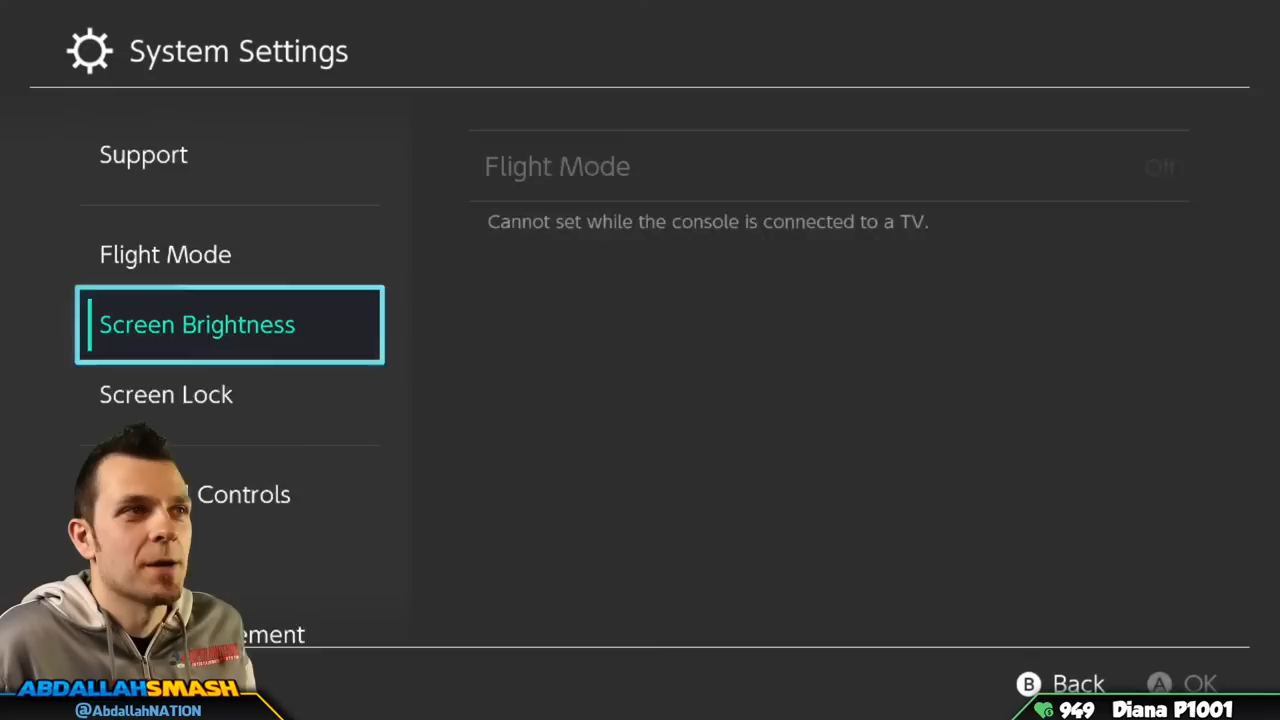 System Settings
Support
Flight Mode
Screen Brightness
Screen Lock
Controls
ement
Flight Mode
Off
Cannot set while the console is connected to a TV.
B Back
A OK
ABDALLAHSMASH
@AbdallahNATION
949 Diana P1001